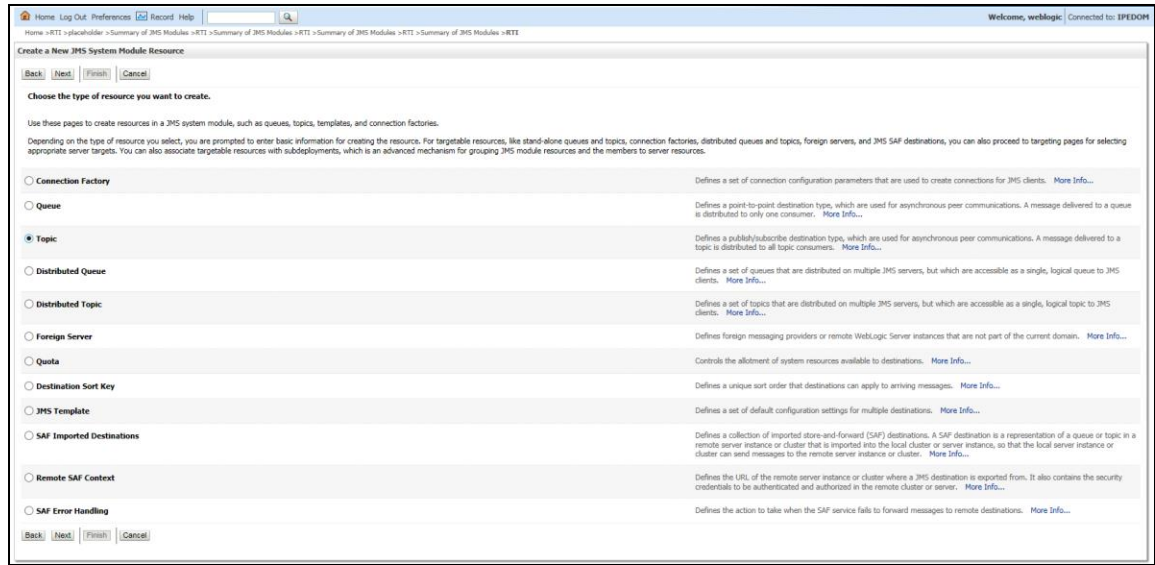 Home Log Out Preferences Record Help
Welcome, weblogic Connected to: IPEDOM
Home >RTI >placeholder >Summary of JMS Modules >RTI >Summary of JMS Modules >RTI >Summary of JMS Modules >RTI >Summary of JMS Modules >RTI
Create a New JMS System Module Resource
Back Next Finish Cancel
Choose the type of resource you want to create.
Use these pages to create resources in a JMS system module, such as queues, topics, templates, and connection factories.
Depending on the type of resource you select, you are prompted to enter basic information for creating the resource. For targetable resources, like stand-alone queues and topics, connection factories, distributed queues and topics, foreign servers, and JMS SAF destinations, you can also proceed to targeting pages for selecting
appropriate server targets. You can also associate targetable resources with subdeployments, which is an advanced mechanism for grouping JMS module resources and the members to server resources.
Connection Factory
Defines a set of connection configuration parameters that are used to create connections for JMS clients. More Info...
Queue
Defines a point-to-point destination type, which are used for asynchronous peer communications. A message delivered to a queue
is distributed to only one consumer. More Info...
Topic
Defines a publish/subscribe destination type, which are used for asynchronous peer communications. A message delivered to a
topic is distributed to all topic consumers. More Info...
Distributed Queue
Defines a set of queues that are distributed on multiple JMS servers, but which are accessible as a single, logical queue to JMS
clients. More Info...
Distributed Topic
Defines a set of topics that are distributed on multiple JMS servers, but which are accessible as a single, logical topic to JMS
clients. More Info...
Foreign Server
Defines foreign messaging providers or remote WebLogic Server instances that are not part of the current domain. More Info...
Quota
Controls the allotment of system resources available to destinations. More Info...
Destination Sort Key
Defines a unique sort order that destinations can apply to arriving messages. More Info...
JMS Template
Defines a set of default configuration settings for multiple destinations. More Info...
SAF Imported Destinations
Defines a collection of imported store-and-forward (SAF) destinations. A SAF destination is a representation of a queue or topic in a
remote server instance or cluster that is imported into the local cluster or server instance, so that the local server instance or
cluster can send messages to the remote server instance or cluster. More Info...
Remote SAF Context
Defines the URL of the remote server instance or cluster where a JMS destination is exported from. It also contains the security
credentials to be authenticated and authorized in the remote cluster or server. More Info...
SAF Error Handling
Defines the action to take when the SAF service fails to forward messages to remote destinations. More Info...
Back Next Finish Cancel